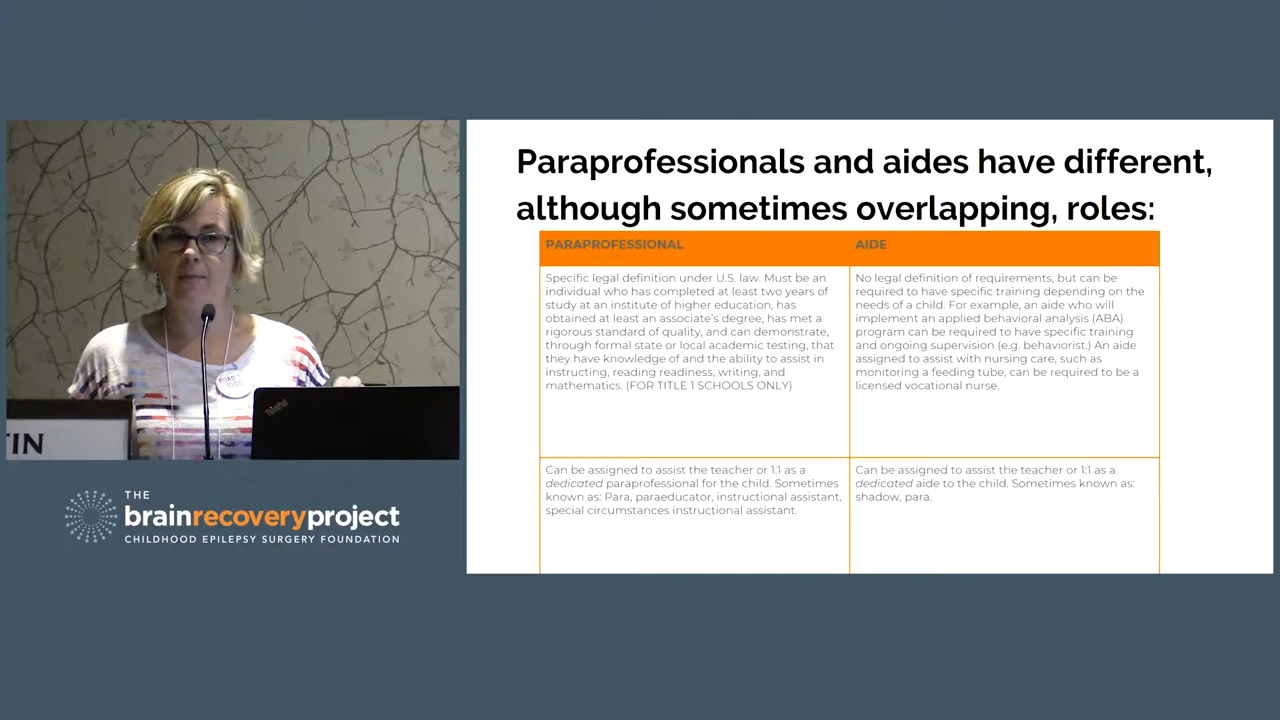 Paraprofessionals and aides have different,
although sometimes overlapping, roles:
PARAPROFESSIONAL
Specific legal definition under U.S. law. Must be an
individual who has completed at least two years of
study at an institute of higher education, has
obtained at least an associate's degree, has met a
rigorous standard of quality, and can demonstrate,
through formal state or local academic testing, that
they have knowledge of and the ability to assist in
instructing, reading readiness, writing, and
mathematics. (FOR TITLE 1 SCHOOLS ONLY)
AIDE
No legal definition of requirements, but can be
required to have specific training depending on the
needs of a child. For example, an aide who will
implement an applied behavioral analysis (ABA)
program can be required to have specific training
and ongoing supervision (e.g. behaviorist.) An aide
assigned to assist with nursing care, such as
monitoring a feeding tube, can be required to be a
licensed vocational nurse.
Can be assigned to assist the teacher or 1:1 as a
dedicated paraprofessional for the child. Sometimes
known as: Para, paraeducator, instructional assistant,
special circumstances instructional assistant.
Can be assigned to assist the teacher or 1:1 as a
dedicated aide to the child. Sometimes known as:
shadow, para.
TIN
ThinkPad
THE
brainrecoveryproject
CHILDHOOD EPILEPSY SURGERY FOUNDATION